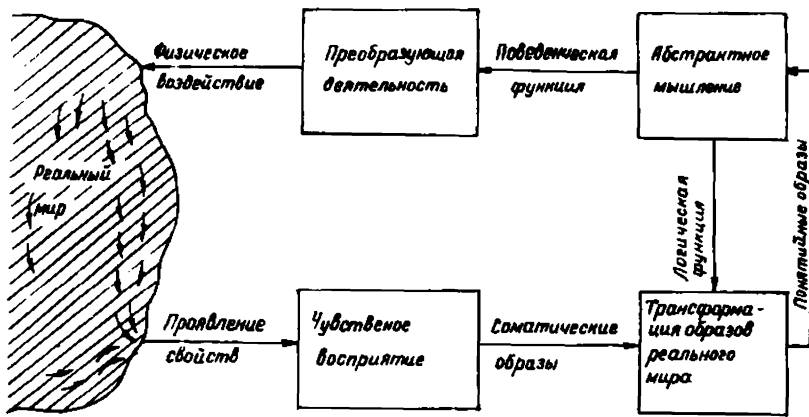 Физическое
воздействие
Преобразующая
деятельность
Поведенческая
функция
Абстрактное
мышление
Реальный
мир
Логическая
функция
Понятийные образы
Проявление
свойств
Чувственое
восприятие
Соматические
образы
Трансформа-
ция образов
реального
мира